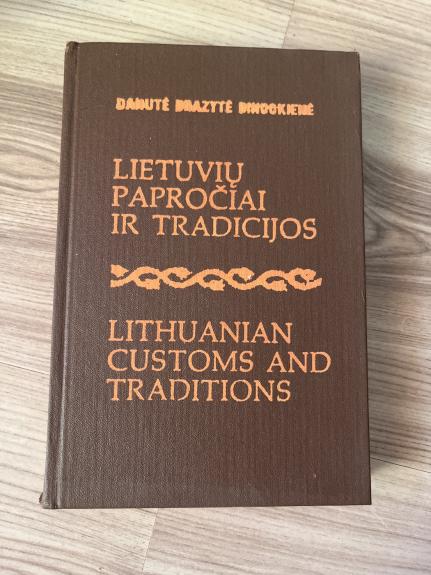 DANUTĖ BRAZYTĖ BINDOKIENĖ
LIETUVIŲ
PAPROČIAI
IR TRADICIJOS
LITHUANIAN
CUSTOMS AND
TRADITIONS